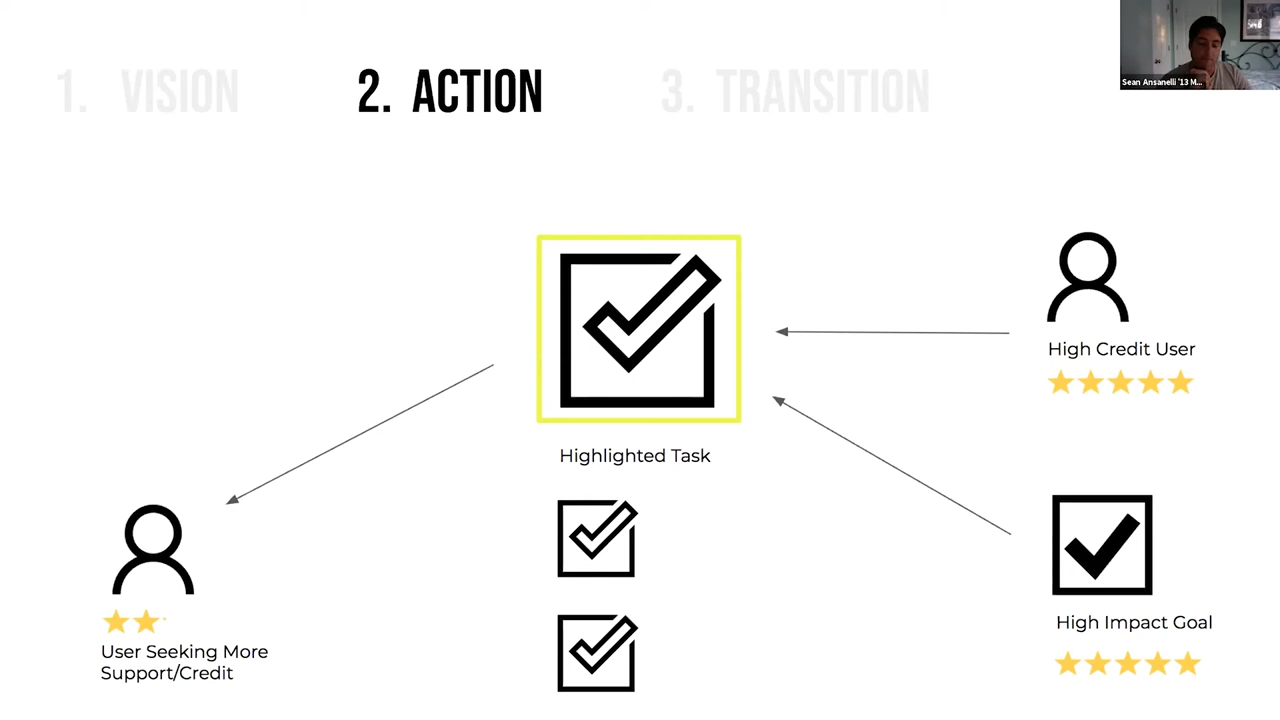 1. VISION
2. ACTION
3. TRANSITION
Sean Ansanelli '13 M...
High Credit User
Highlighted Task
High Impact Goal
User Seeking More
Support/Credit